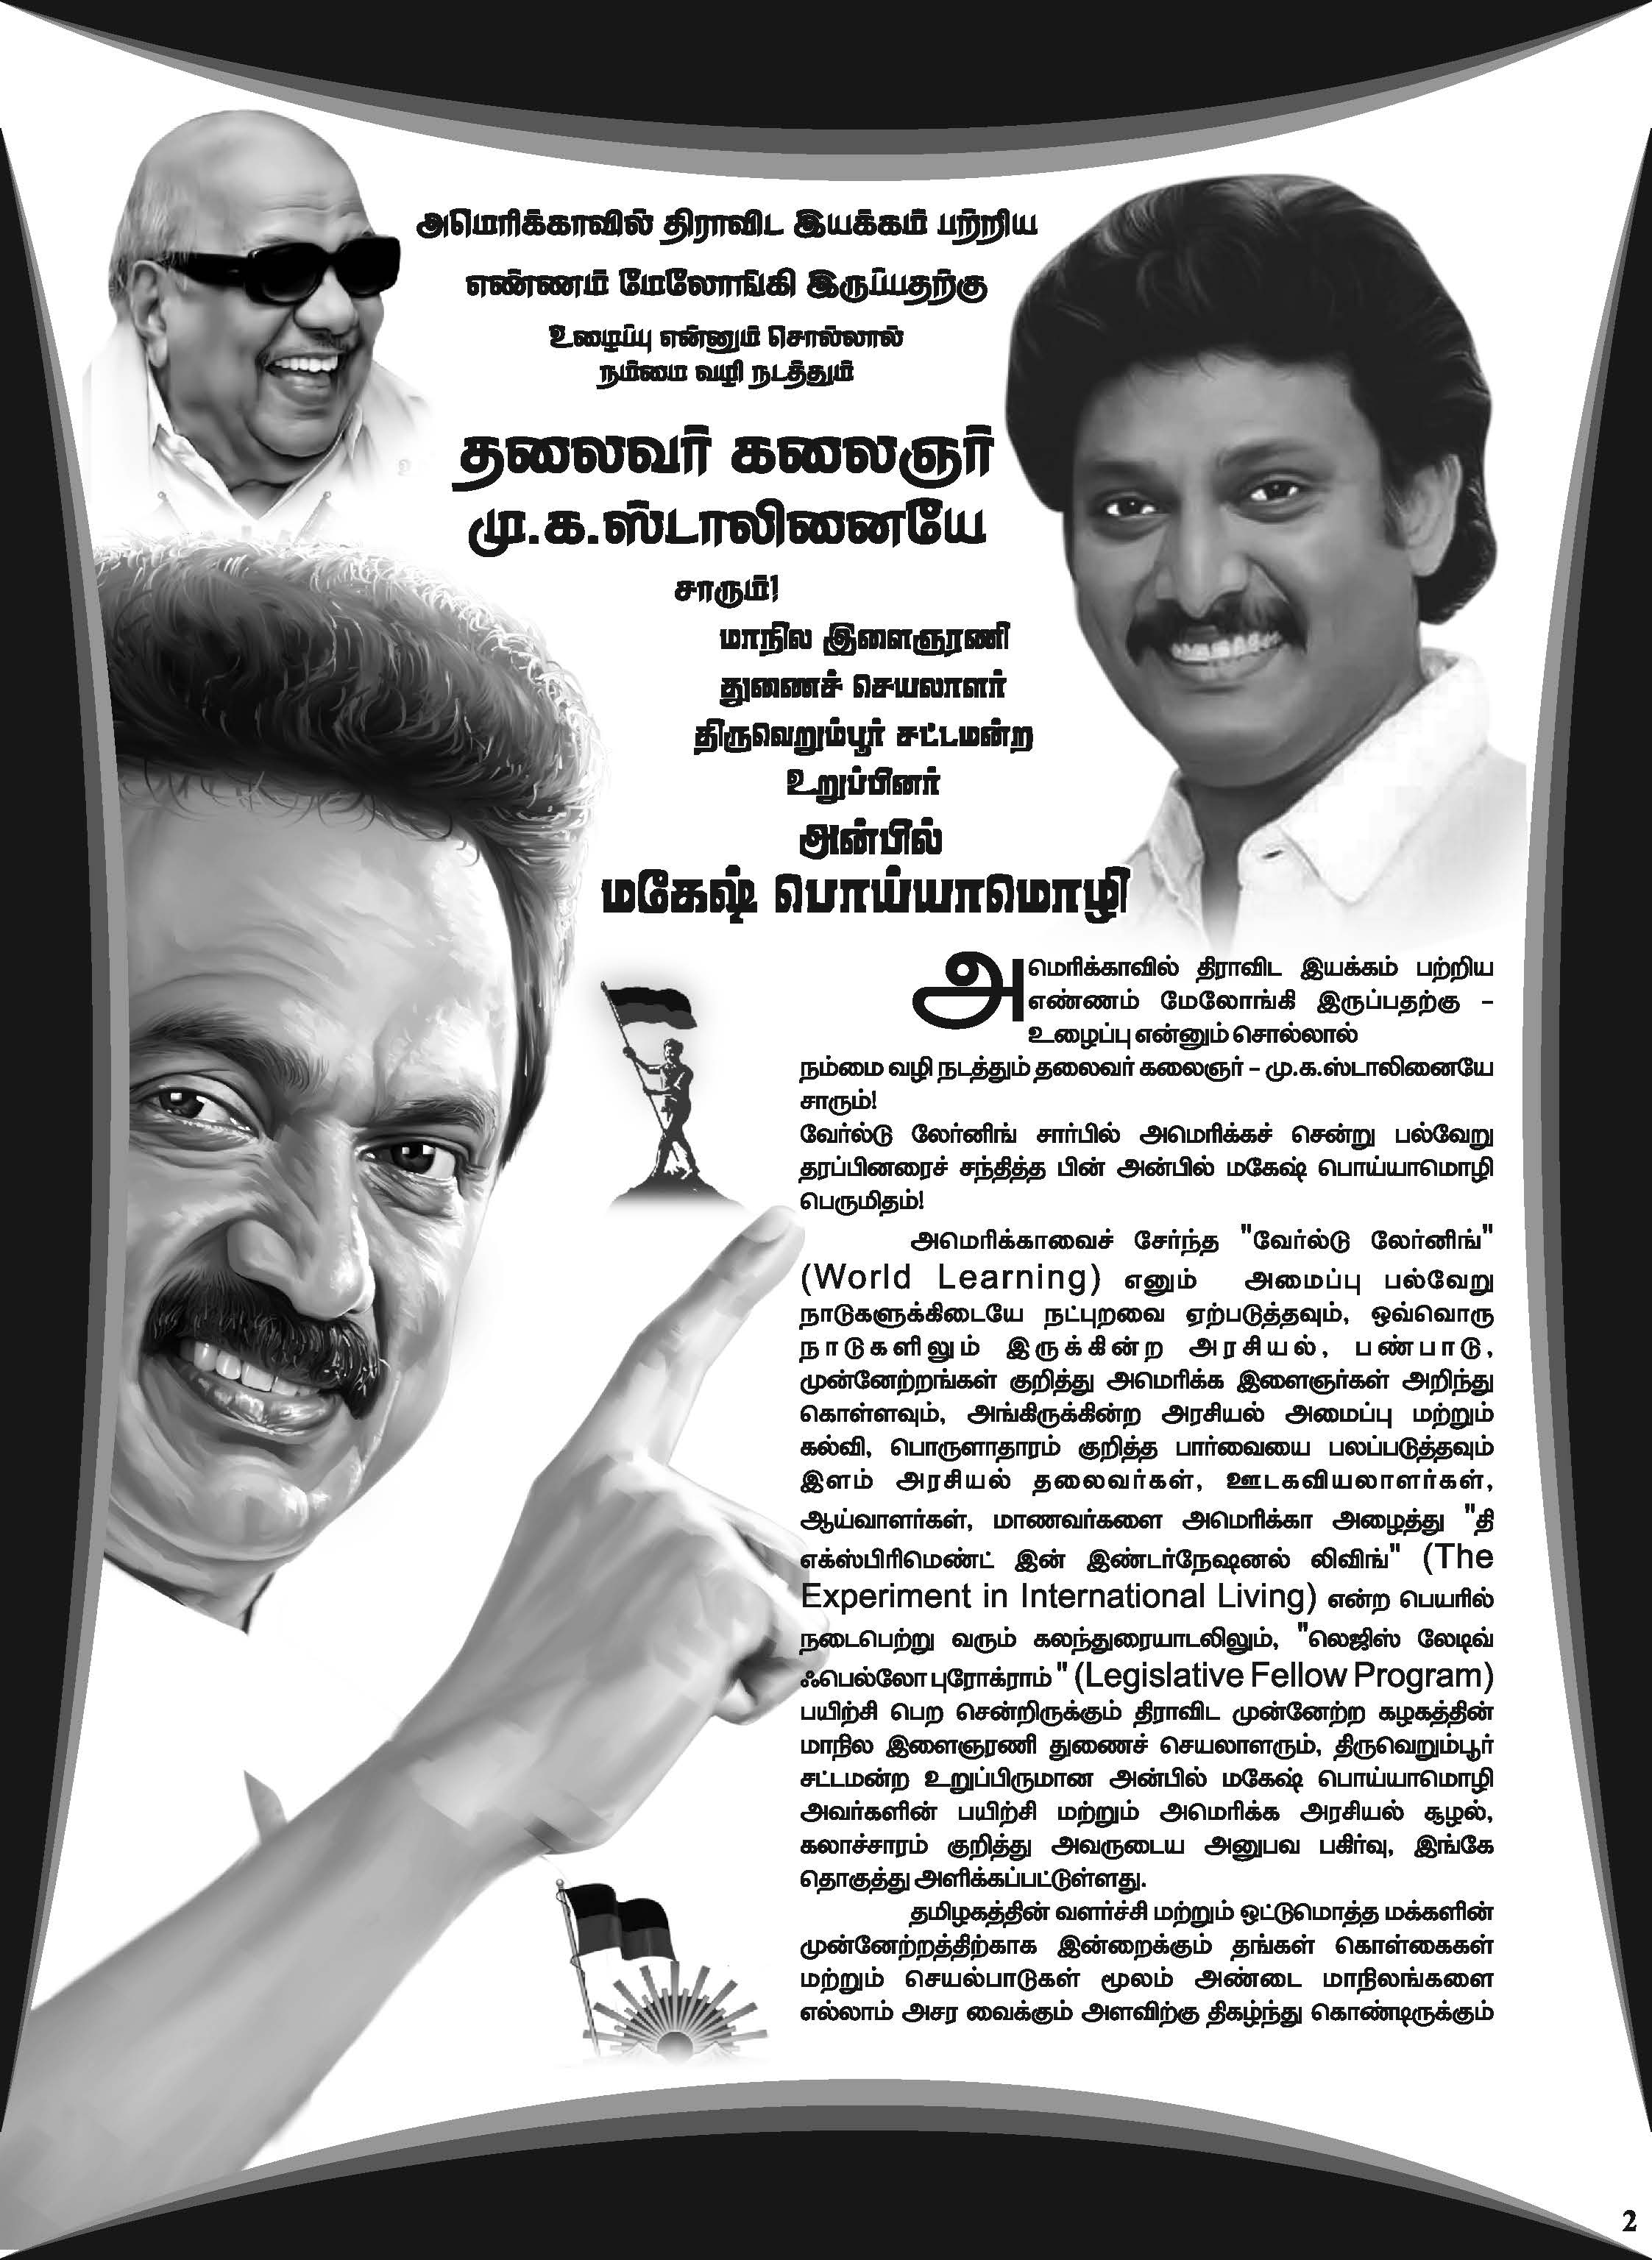 அமெரிக்காவில் திராவிட இயக்கம் பற்றிய
எண்ணம் மேலோங்கி இருப்பதற்கு
உழைப்பு என்னும் சொல்லால்
நம்மை வழி நடத்தும்
தலைவர் கலைஞர்
மு.க.ஸ்டாலினையே
சாரும்!
மாநில இளைஞரணி
துணைச் செயலாளர்
திருவெறும்பூர் சட்டமன்ற
உறுப்பினர்
அன்பில்
மகேஷ் பொய்யாமொழி
அமெரிக்காவில் திராவிட இயக்கம் பற்றிய
எண்ணம் மேலோங்கி இருப்பதற்கு –
உழைப்பு என்னும் சொல்லால்
நம்மை வழி நடத்தும் தலைவர் கலைஞர் – மு.க.ஸ்டாலினையே
சாரும்!
வேர்ல்டு லேர்னிங் சார்பில் அமெரிக்கச் சென்று பல்வேறு
தரப்பினரைச் சந்தித்த பின் அன்பில் மகேஷ் பொய்யாமொழி
பெருமிதம்!
அமெரிக்காவைச் சேர்ந்த "வேர்ல்டு லேர்னிங்"
(World Learning) எனும் அமைப்பு பல்வேறு
நாடுகளுக்கிடையே நட்புறவை ஏற்படுத்தவும், ஒவ்வொரு
நாடுகளிலும் இருக்கின்ற அரசியல், பண்பாடு,
முன்னேற்றங்கள் குறித்து அமெரிக்க இளைஞர்கள் அறிந்து
கொள்ளவும், அங்கிருக்கின்ற அரசியல் அமைப்பு மற்றும்
கல்வி, பொருளாதாரம் குறித்த பார்வையை பலப்படுத்தவும்
இளம் அரசியல் தலைவர்கள், ஊடகவியலாளர்கள்,
ஆய்வாளர்கள், மாணவர்களை அமெரிக்கா அழைத்து "தி
எக்ஸ்பிரிமெண்ட் இன் இண்டர்நேஷனல் லிவிங்" (The
Experiment in International Living) என்ற பெயரில்
நடைபெற்று வரும் கலந்துரையாடலிலும், "லெஜிஸ் லேடிவ்
ஃபெல்லோ புரோக்ராம் " (Legislative Fellow Program)
பயிற்சி பெற சென்றிருக்கும் திராவிட முன்னேற்ற கழகத்தின்
மாநில இளைஞரணி துணைச் செயலாளரும், திருவெறும்பூர்
சட்டமன்ற உறுப்பிருமான அன்பில் மகேஷ் பொய்யாமொழி
அவர்களின் பயிற்சி மற்றும் அமெரிக்க அரசியல் சூழல்,
கலாச்சாரம் குறித்து அவருடைய அனுபவ பகிர்வு, இங்கே
தொகுத்து அளிக்கப்பட்டுள்ளது.
தமிழகத்தின் வளர்ச்சி மற்றும் ஒட்டுமொத்த மக்களின்
முன்னேற்றத்திற்காக இன்றைக்கும் தங்கள் கொள்கைகள்
மற்றும் செயல்பாடுகள் மூலம் அண்டை மாநிலங்களை
எல்லாம் அசர வைக்கும் அளவிற்கு திகழ்ந்து கொண்டிருக்கும்
2